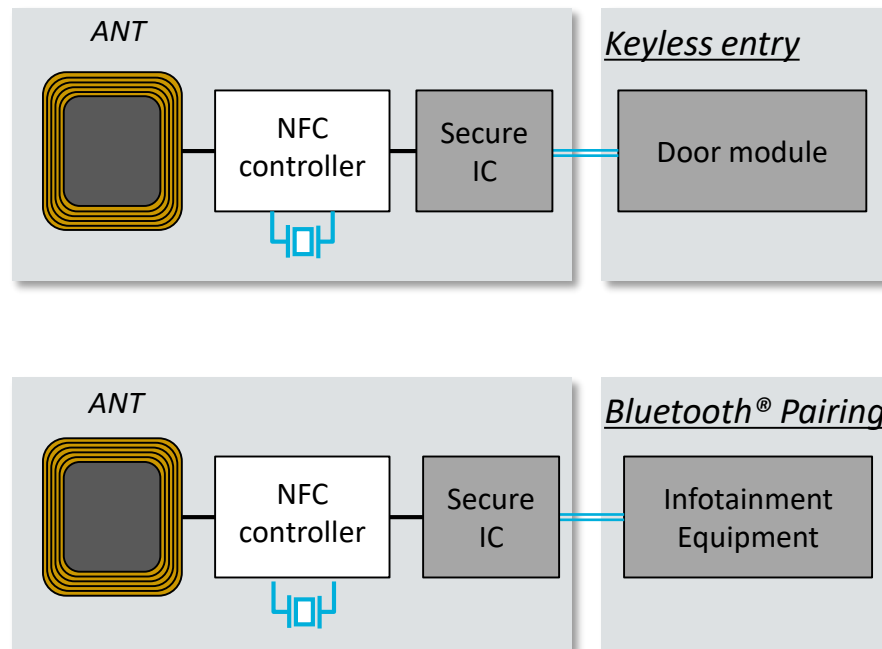 ANT
Keyless entry
NFC
controller
Secure
IC
Door module
ANT
Bluetooth® Pairing
NFC
controller
Secure
IC
Infotainment
Equipment